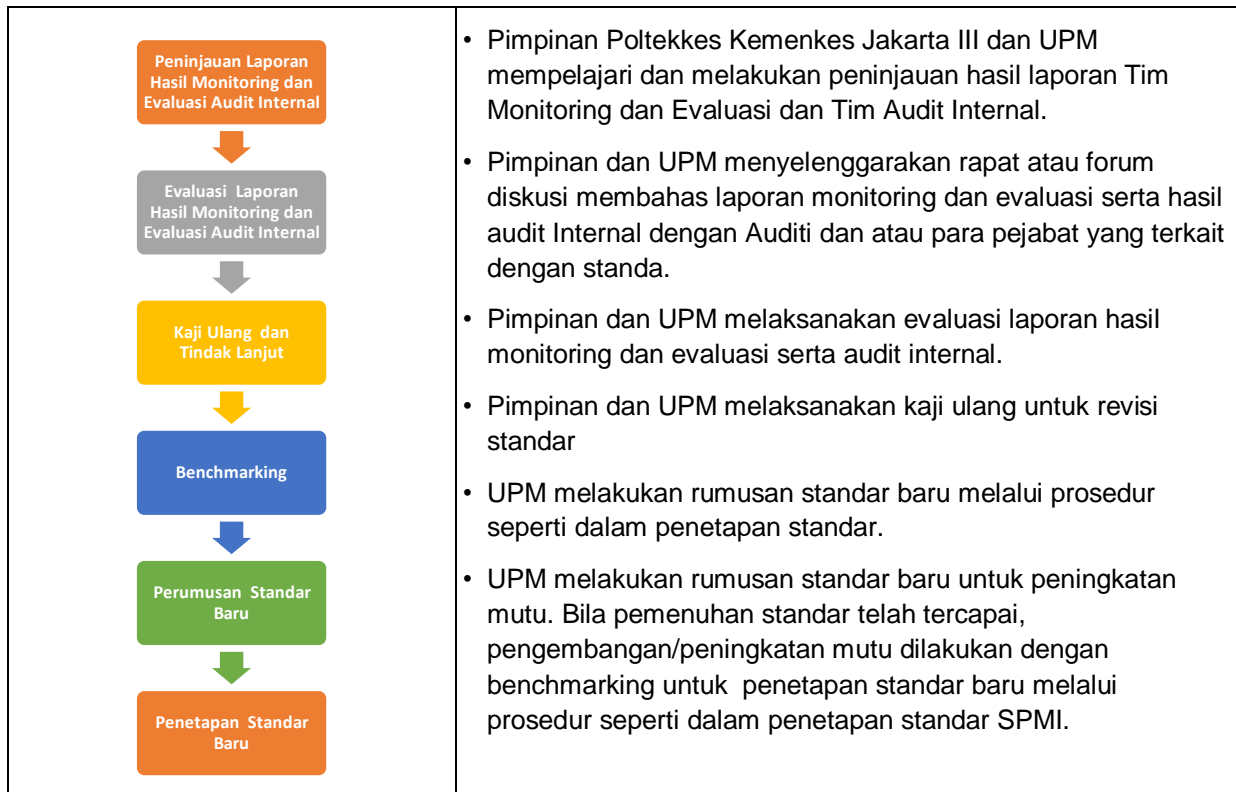 Peninjauan Laporan
Hasil Monitoring dan
Evaluasi Audit Internal
Evaluasi Laporan
Hasil Monitoring dan
Evaluasi Audit Internal
Kaji Ulang dan
Tindak Lanjut
Benchmarking
Perumusan Standar
Baru
Penetapan Standar
Baru
• Pimpinan Poltekkes Kemenkes Jakarta III dan UPM
mempelajari dan melakukan peninjauan hasil laporan Tim
Monitoring dan Evaluasi dan Tim Audit Internal.
• Pimpinan dan UPM menyelenggarakan rapat atau forum
diskusi membahas laporan monitoring dan evaluasi serta hasil
audit Internal dengan Auditi dan atau para pejabat yang terkait
dengan standa.
• Pimpinan dan UPM melaksanakan evaluasi laporan hasil
monitoring dan evaluasi serta audit internal.
• Pimpinan dan UPM melaksanakan kaji ulang untuk revisi
standar
• UPM melakukan rumusan standar baru melalui prosedur
seperti dalam penetapan standar.
• UPM melakukan rumusan standar baru untuk peningkatan
mutu. Bila pemenuhan standar telah tercapai,
pengembangan/peningkatan mutu dilakukan dengan
benchmarking untuk penetapan standar baru melalui
prosedur seperti dalam penetapan standar SPMI.